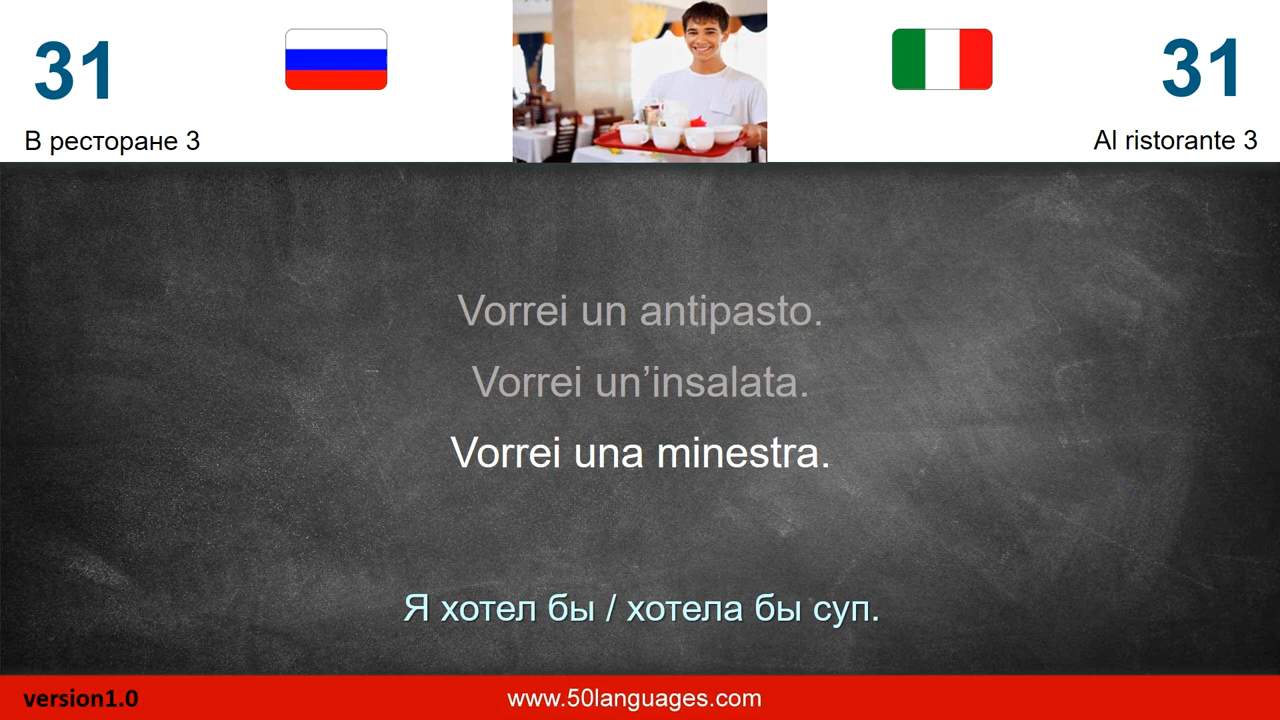 31
31
В ресторане 3
Al ristorante 3
Vorrei un antipasto.
Vorrei un’insalata.
Vorrei una minestra.
Я хотел бы / хотела бы суп.
version1.0
www.50languages.com